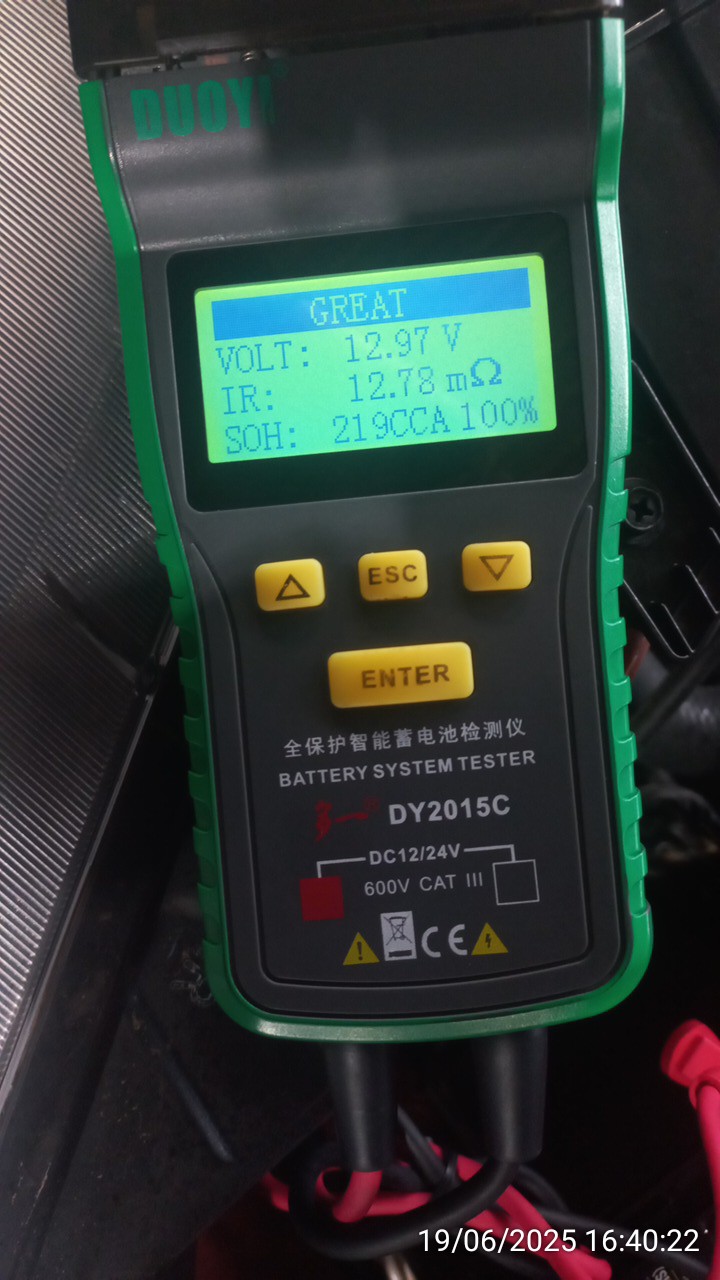 DUOYI
GREAT
VOLT: 12.97 V
IR: 12.78 mΩ
SOH: 219CCA 100%
ESC
ENTER
全保护智能蓄电池检测仪
BATTERY SYSTEM TESTER
DY2015C
DC12/24V
600V CAT III
CE
19/06/2025 16:40:22